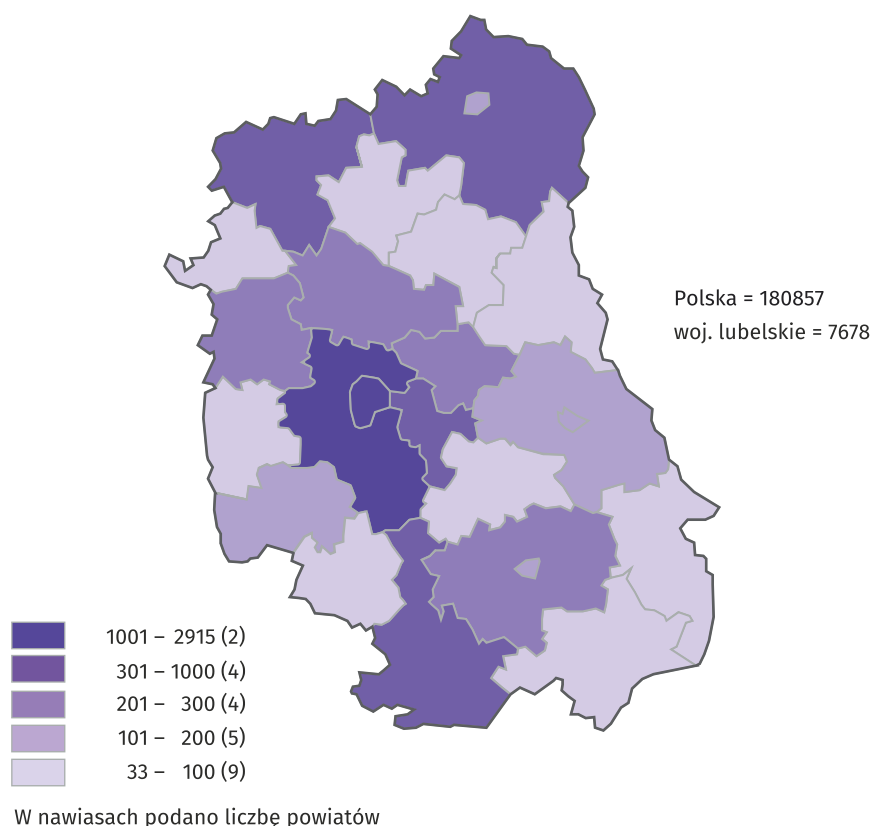 Polska = 180857
woj. lubelskie = 7678
1001 – 2915 (2)
301 – 1000 (4)
201 – 300 (4)
101 – 200 (5)
33 – 100 (9)
W nawiasach podano liczbę powiatów